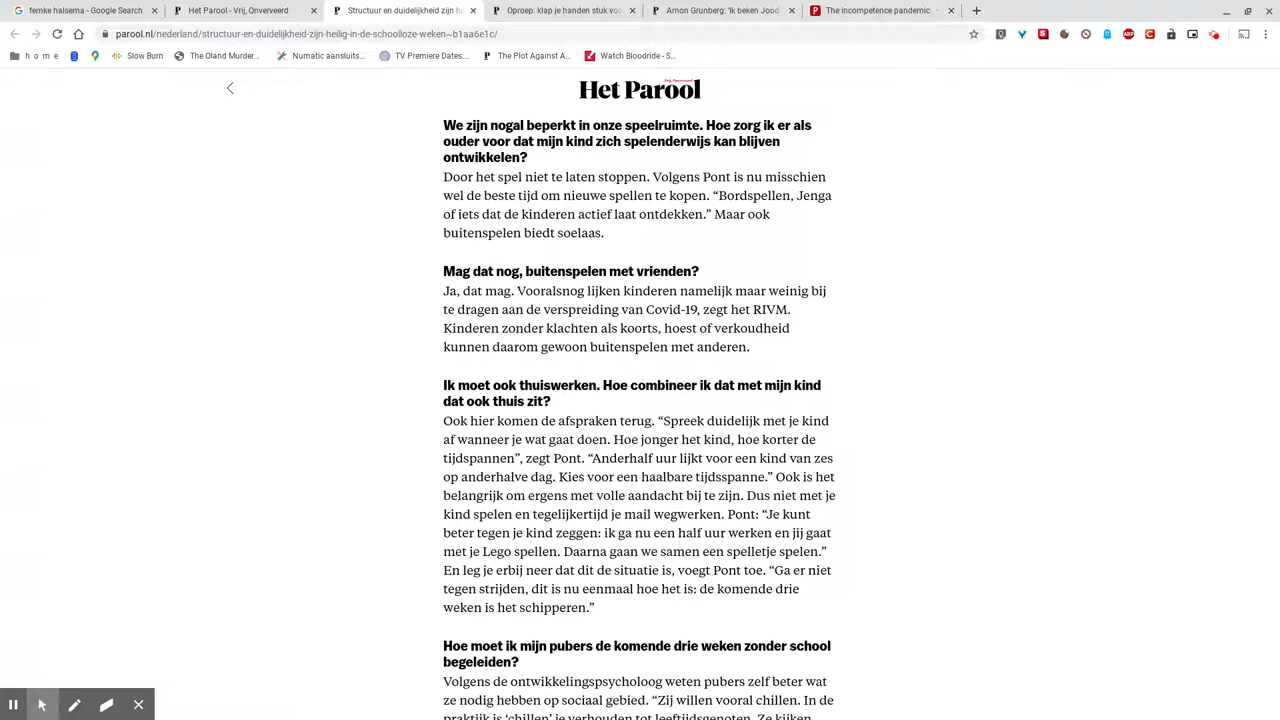 femke halsema - Google Search
Het Parool - Vrij, Onverveerd
Structuur en duidelijkheid zijn h
Oproep: klap je handen stuk vo
Arnon Grunberg: 'Ik beken Jood
The incompetence pandemic
parool.nl/nederland/structuur-en-duidelijkheid-zijn-heilig-in-de-schoolloze-weken~b1aa6e1c/
h o m e
Slow Burn
The Oland Murder...
Numatic aansluits...
TV Premiere Dates:...
The Plot Against A...
Watch Bloodride - S...
Het Parool
We zijn nogal beperkt in onze speelruimte. Hoe zorg ik er als
ouder voor dat mijn kind zich spelenderwijs kan blijven
ontwikkelen?
Door het spel niet te laten stoppen. Volgens Pont is nu misschien
wel de beste tijd om nieuwe spellen te kopen. “Bordspellen, Jenga
of iets dat de kinderen actief laat ontdekken.” Maar ook
buitenspelen biedt soelaas.
Mag dat nog, buitenspelen met vrienden?
Ja, dat mag. Vooralsnog lijken kinderen namelijk maar weinig bij
te dragen aan de verspreiding van Covid-19, zegt het RIVM.
Kinderen zonder klachten als koorts, hoest of verkoudheid
kunnen daarom gewoon buitenspelen met anderen.
Ik moet ook thuiswerken. Hoe combineer ik dat met mijn kind
dat ook thuis zit?
Ook hier komen de afspraken terug. “Spreek duidelijk met je kind
af wanneer je wat gaat doen. Hoe jonger het kind, hoe korter de
tijdspannen”, zegt Pont. “Anderhalf uur lijkt voor een kind van zes
op anderhalve dag. Kies voor een haalbare tijdsspanne.” Ook is het
belangrijk om ergens met volle aandacht bij te zijn. Dus niet met je
kind spelen en tegelijkertijd je mail wegwerken. Pont: “Je kunt
beter tegen je kind zeggen: ik ga nu een half uur werken en jij gaat
met je Lego spellen. Daarna gaan we samen een spelletje spelen.”
En leg je erbij neer dat dit de situatie is, voegt Pont toe. “Ga er niet
tegen strijden, dit is nu eenmaal hoe het is: de komende drie
weken is het schipperen.”
Hoe moet ik mijn pubers de komende drie weken zonder school
begeleiden?
Volgens de ontwikkelingspsycholoog weten pubers zelf beter wat
ze nodig hebben op sociaal gebied. “Zij willen vooral chillen. In de
praktijk is ‘chillen’ je verhouden tot leeftijdsgenoten. Ze kijken